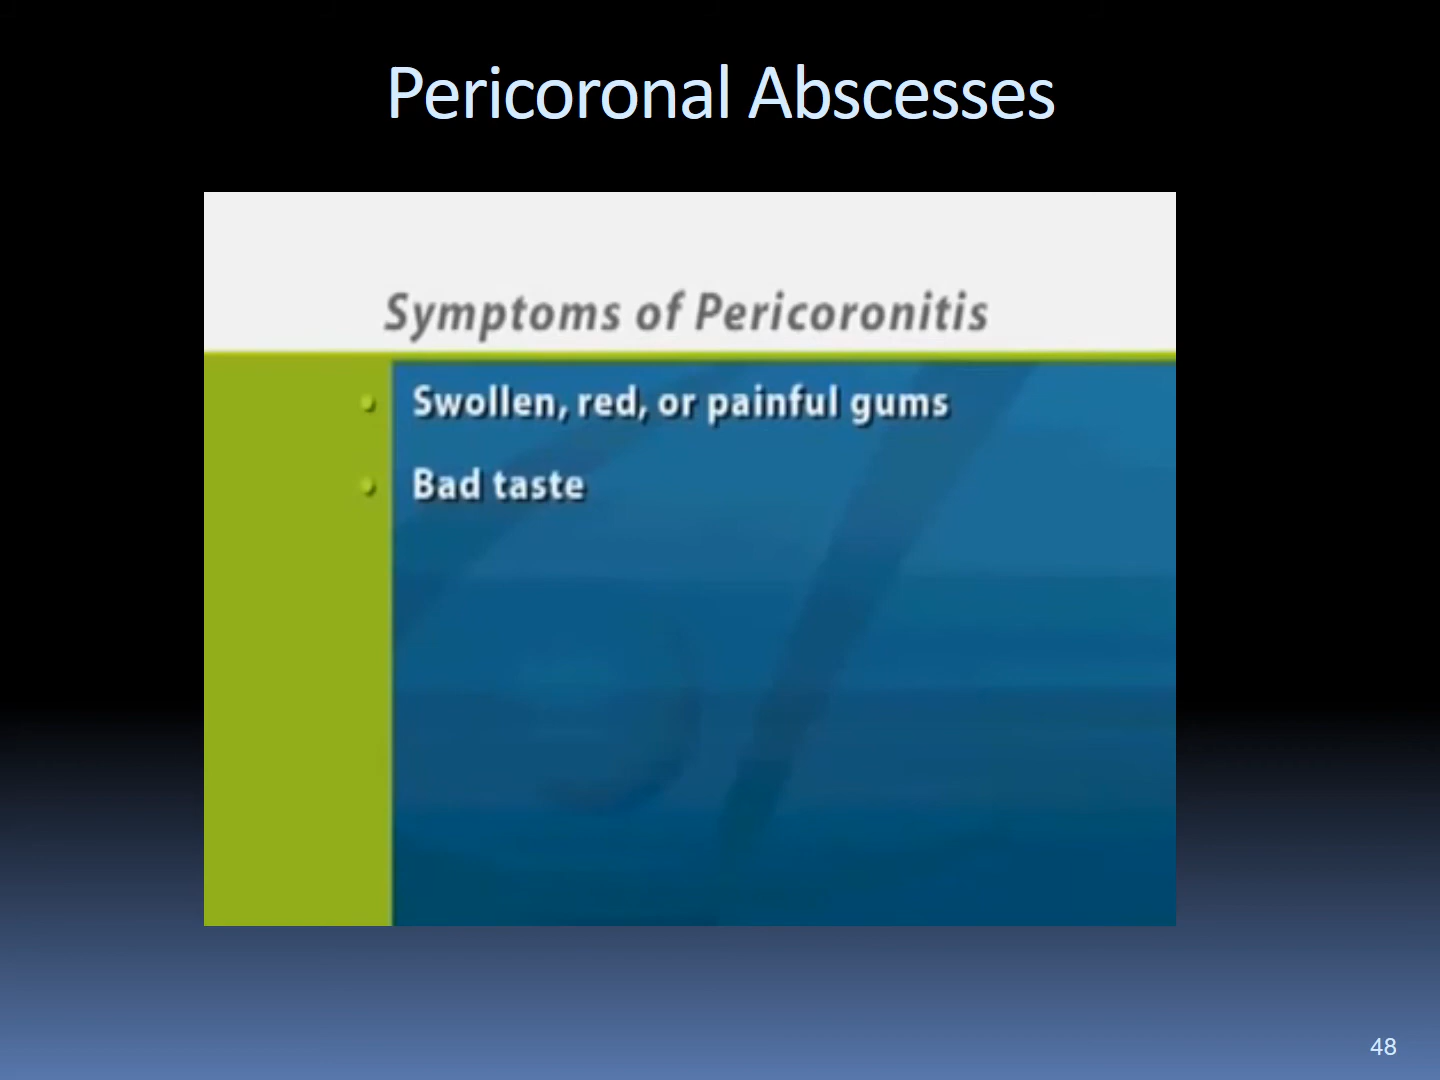 Pericoronal Abscesses
Symptoms of Pericoronitis
• Swollen, red, or painful gums
• Bad taste
48